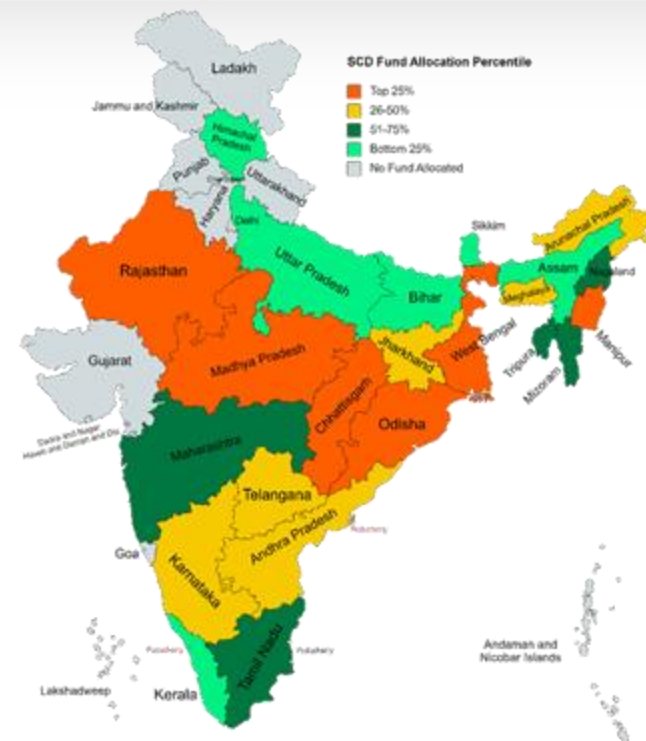 SCD Fund Allocation Percentile
Top 25%
26-50%
51-75%
Bottom 25%
No Fund Allocated
Ladakh
Jammu and Kashmir
Himachal
Pradesh
Punjab
Uttarakhand
Haryana
Delhi
Rajasthan
Uttar Pradesh
Bihar
Sikkim
Arunachal Pradesh
Assam
Nagaland
Meghalaya
Manipur
Tripura
Mizoram
West Bengal
Jharkhand
Gujarat
Madhya Pradesh
Chhattisgarh
Odisha
Dadra and Nagar
Haveli and Daman and Diu
Maharashtra
Telangana
Andhra Pradesh
Puducherry
Goa
Karnataka
Puducherry
Tamil Nadu
Puducherry
Kerala
Lakshadweep
Andaman and
Nicobar Islands